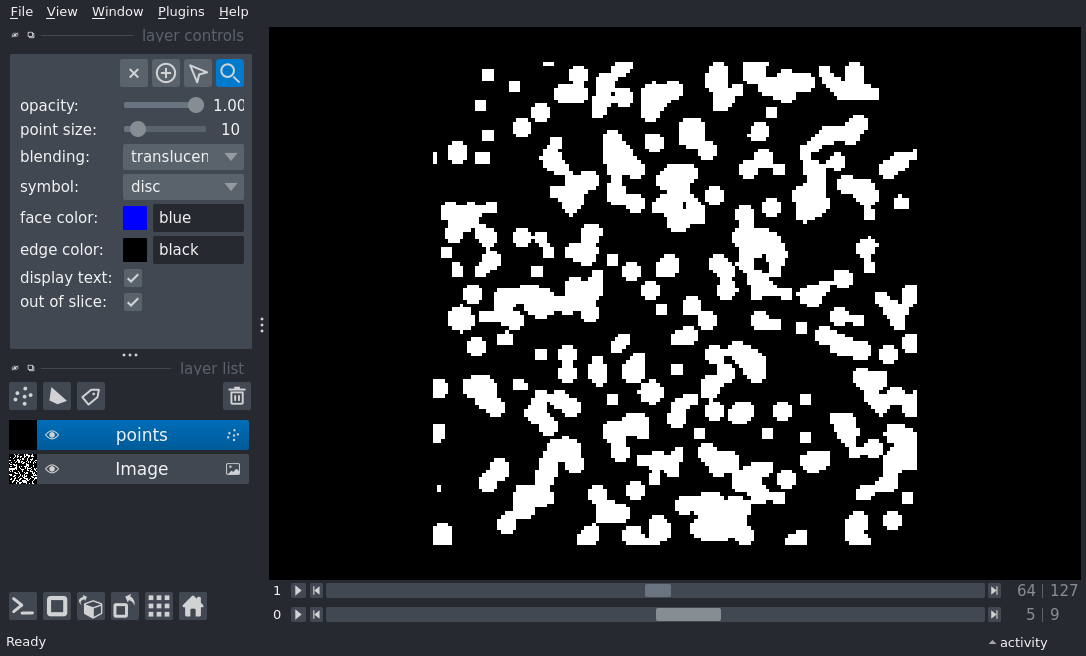 File View Window Plugins Help
layer controls
opacity: 1.00
point size: 10
blending: translucen
symbol: disc
face color: blue
edge color: black
display text:
out of slice:
layer list
points
Image
1 64 | 127
0 5 | 9
Ready activity